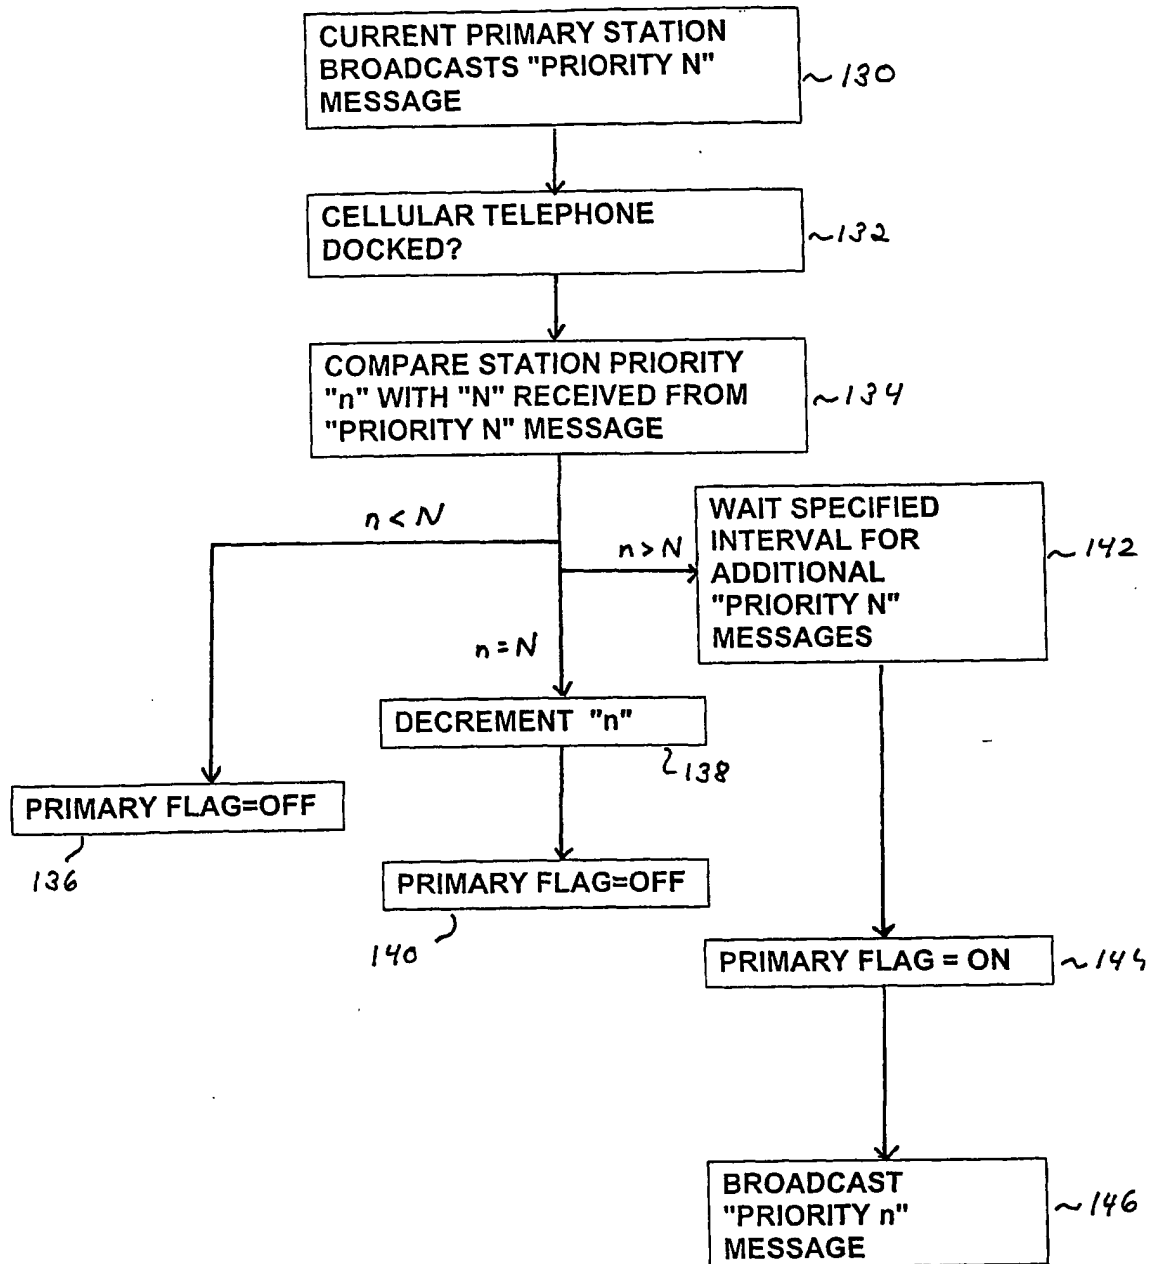 CURRENT PRIMARY STATION
BROADCASTS "PRIORITY N"
MESSAGE
~130
CELLULAR TELEPHONE
DOCKED?
~132
COMPARE STATION PRIORITY
"n" WITH "N" RECEIVED FROM
"PRIORITY N" MESSAGE
~134
n < N
n > N
n = N
WAIT SPECIFIED
INTERVAL FOR
ADDITIONAL
"PRIORITY N"
MESSAGES
~142
DECREMENT "n"
138
PRIMARY FLAG=OFF
136
PRIMARY FLAG=OFF
140
PRIMARY FLAG = ON
~144
BROADCAST
"PRIORITY n"
MESSAGE
~146